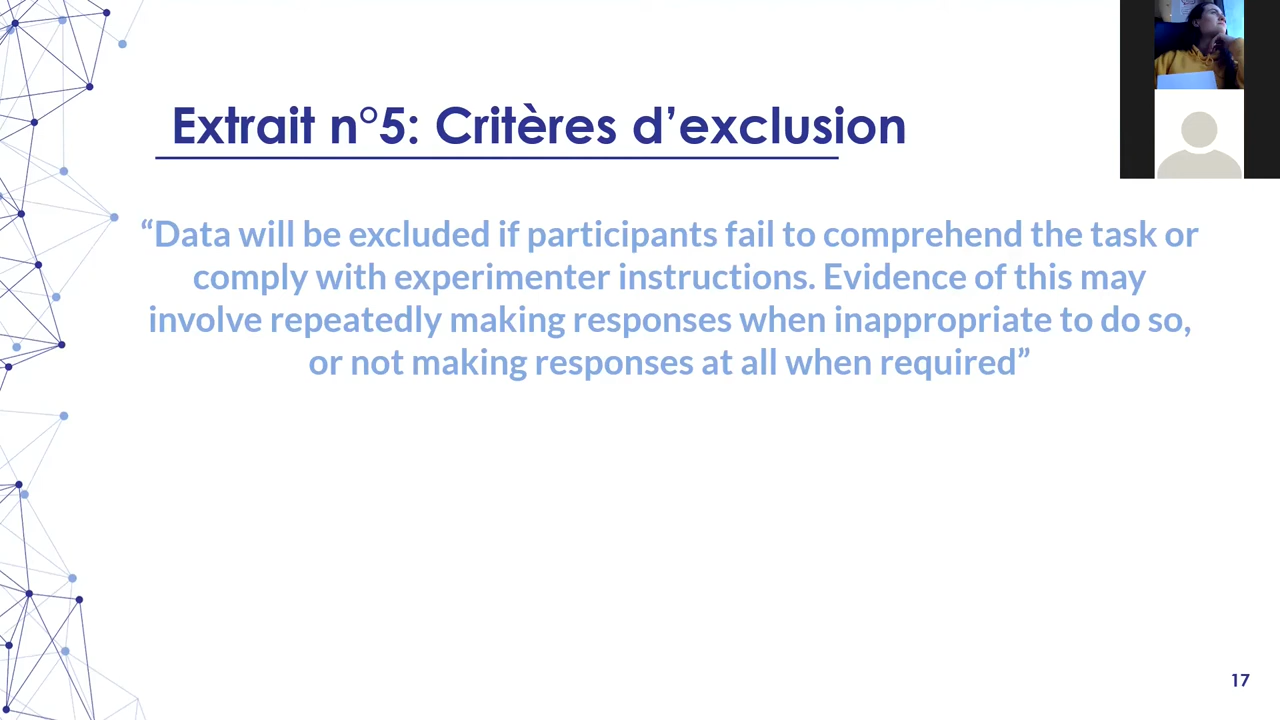 Extrait n°5: Critères d’exclusion
“Data will be excluded if participants fail to comprehend the task or
comply with experimenter instructions. Evidence of this may
involve repeatedly making responses when inappropriate to do so,
or not making responses at all when required”
17